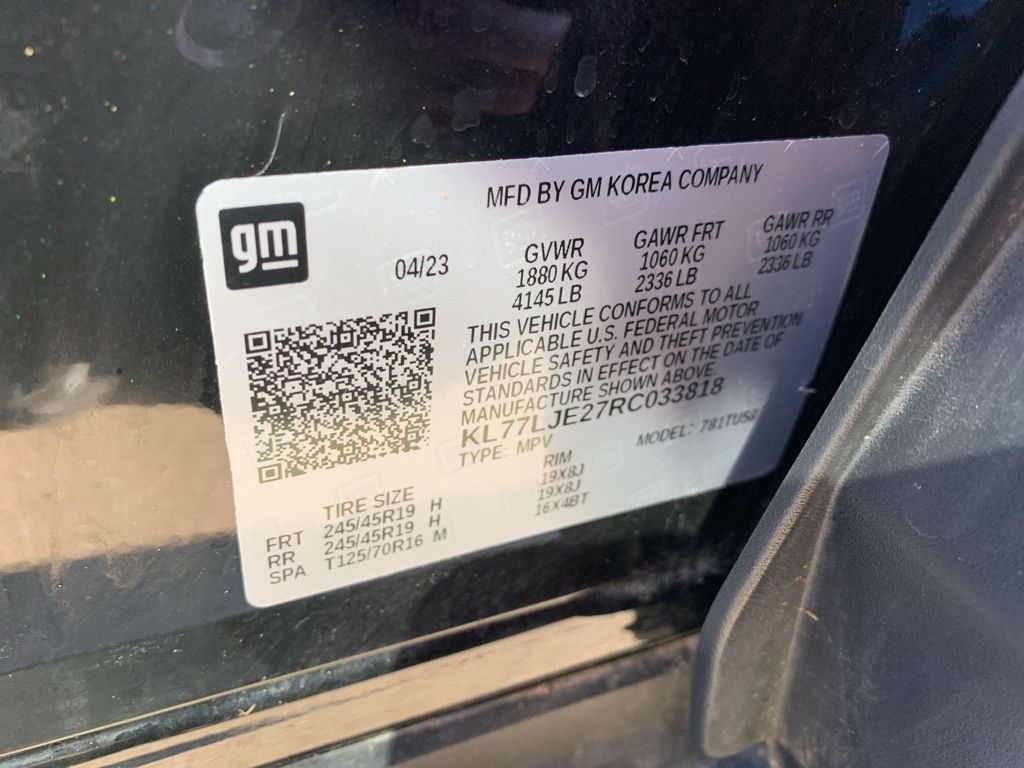 MFD BY GM KOREA COMPANY
gm
04/23
GVWR
1880 KG
4145 LB
GAWR FRT
1060 KG
2336 LB
GAWR RR
1060 KG
2336 LB
THIS VEHICLE CONFORMS TO ALL
APPLICABLE U.S. FEDERAL MOTOR
VEHICLE SAFETY AND THEFT PREVENTION
STANDARDS IN EFFECT ON THE DATE OF
MANUFACTURE SHOWN ABOVE.
KL77LJE27RC033818
TYPE: MPV MODEL: 781TU58
TIRE SIZE RIM
FRT 245/45R19 H 19X8J
RR 245/45R19 H 19X8J
SPA T125/70R16 M 16X4BT